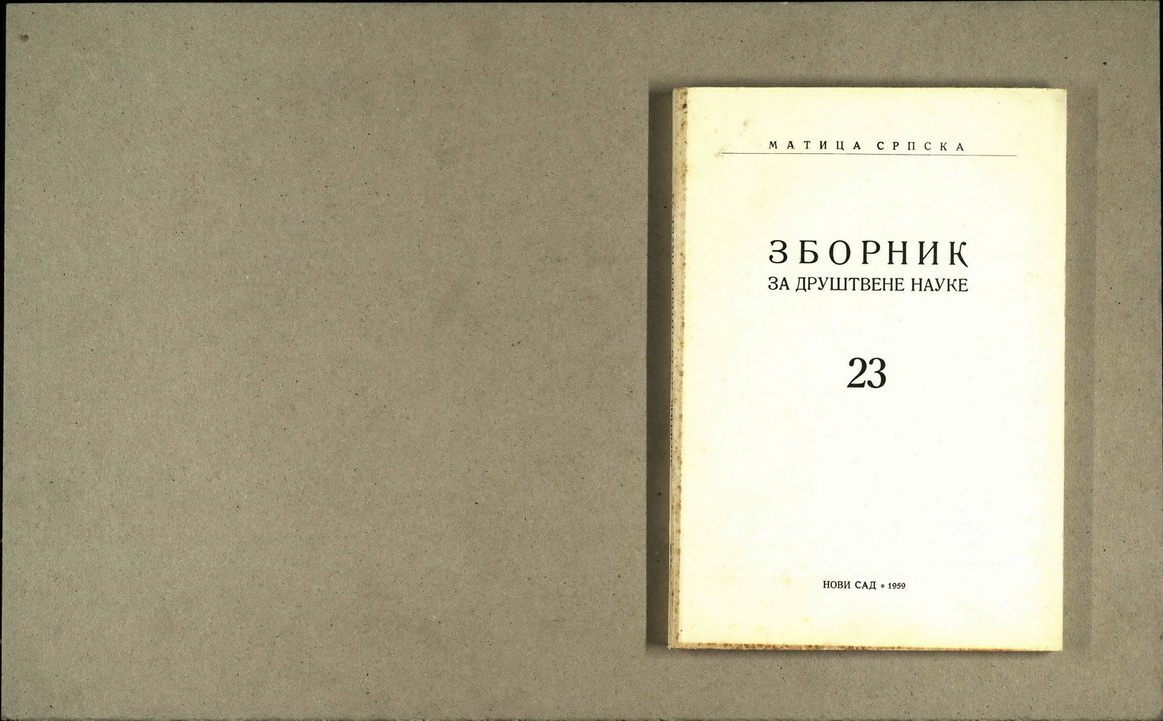 МАТИЦА СРПСКА
ЗБОРНИК
ЗА ДРУШТВЕНЕ НАУКЕ
23
НОВИ САД • 1959